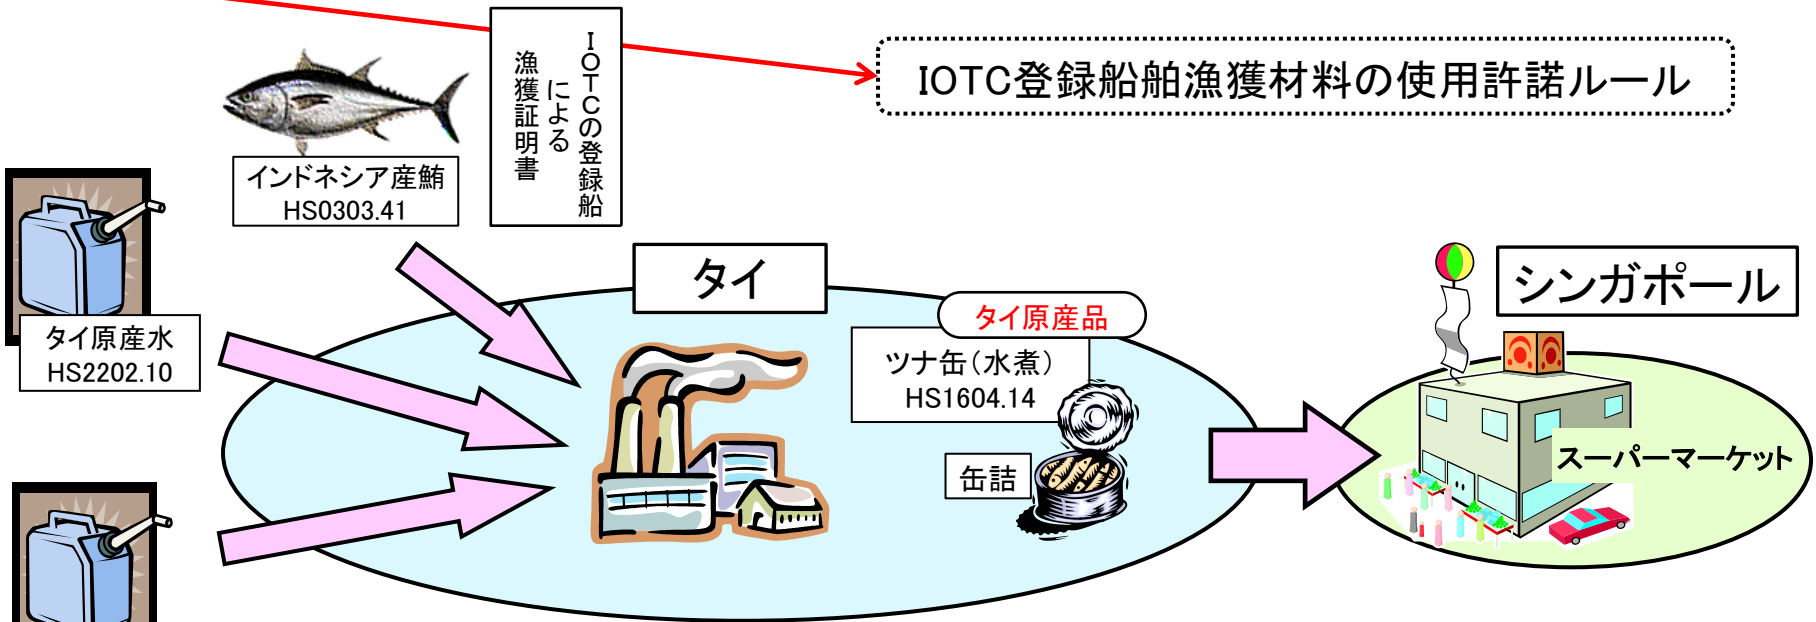 IOTCの登録船
による
漁獲証明書
IOTC登録船舶漁獲材料の使用許諾ルール
インドネシア産鮪
HS0303.41
タイ原産水
HS2202.10
タイ
タイ原産品
ツナ缶(水煮)
HS1604.14
缶詰
シンガポール
スーパーマーケット